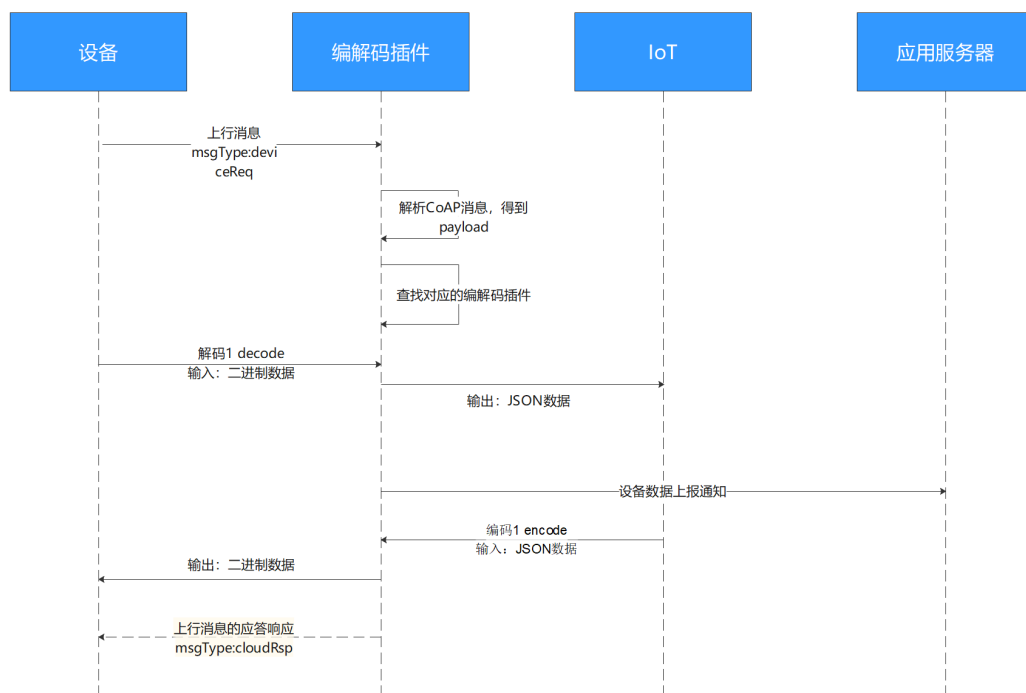 设备
编解码插件
IoT
应用服务器
上行消息
msgType:devi
ceReq
解析CoAP消息，得到
payload
查找对应的编解码插件
解码1 decode
输入：二进制数据
输出：JSON数据
设备数据上报通知
编码1 encode
输入：JSON数据
输出：二进制数据
上行消息的应答响应
msgType:cloudRsp